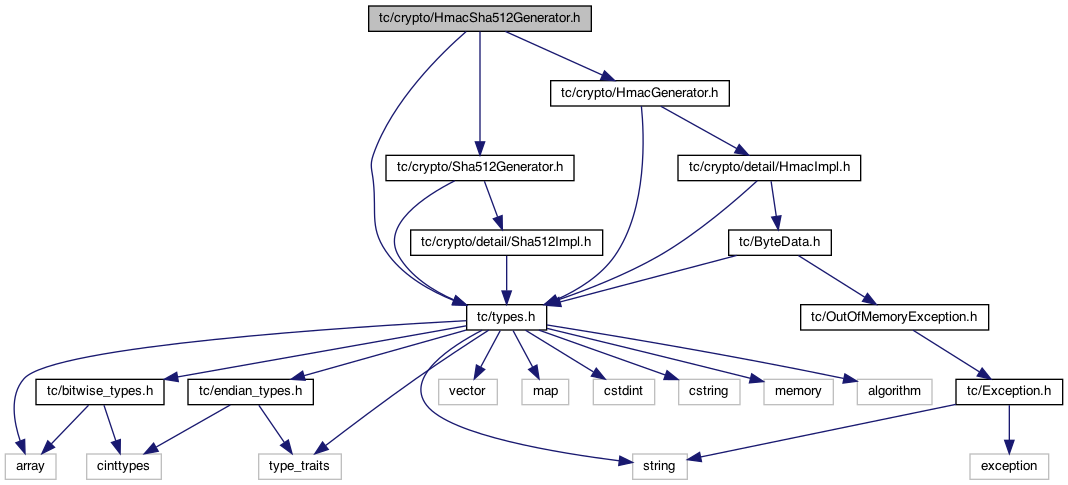 tc/crypto/HmacSha512Generator.h
tc/crypto/HmacGenerator.h
tc/crypto/Sha512Generator.h
tc/crypto/detail/HmacImpl.h
tc/crypto/detail/Sha512Impl.h
tc/ByteData.h
tc/types.h
tc/OutOfMemoryException.h
tc/bitwise_types.h
tc/endian_types.h
vector
map
cstdint
cstring
memory
algorithm
tc/Exception.h
array
cinttypes
type_traits
string
exception